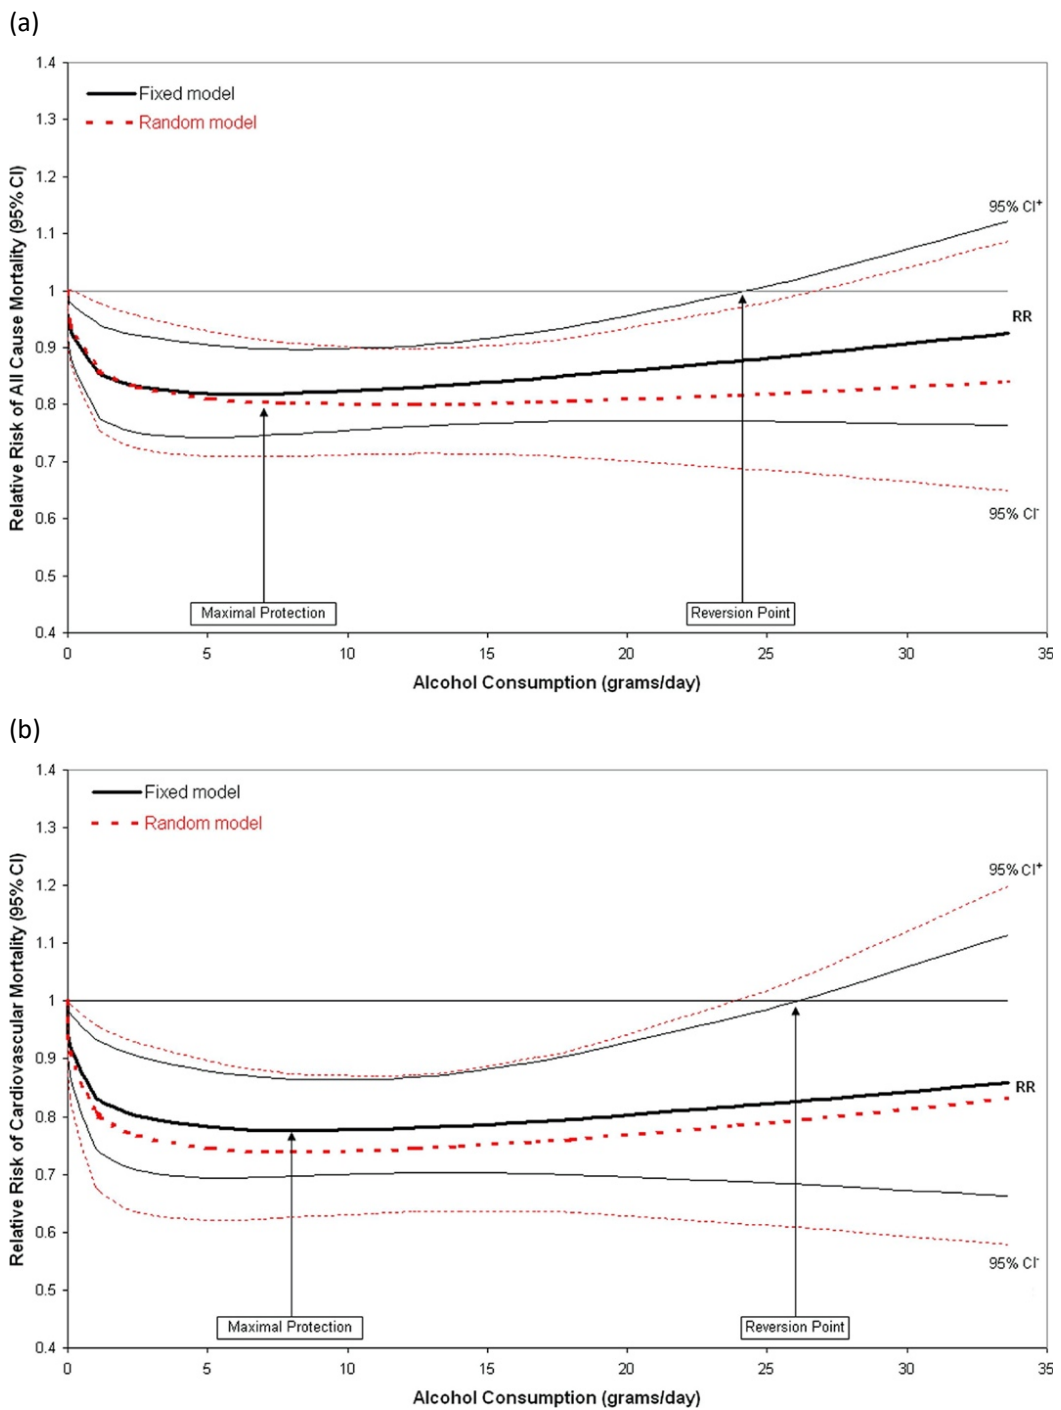 (a)
1.4
Fixed model
1.3
Random model
1.2
95% CI+
1.1
1
RR
0.9
0.8
0.7
0.6
95% CI-
0.5
Maximal Protection
Reversion Point
0.4
0 5 10 15 20 25 30 35
Relative Risk of All Cause Mortality (95% CI)
Alcohol Consumption (grams/day)
(b)
1.4
Fixed model
1.3
Random model
1.2
95% CI+
1.1
1
0.9
RR
0.8
0.7
0.6
95% CI-
0.5
Maximal Protection
Reversion Point
0.4
0 5 10 15 20 25 30 35
Relative Risk of Cardiovascular Mortality (95% CI)
Alcohol Consumption (grams/day)